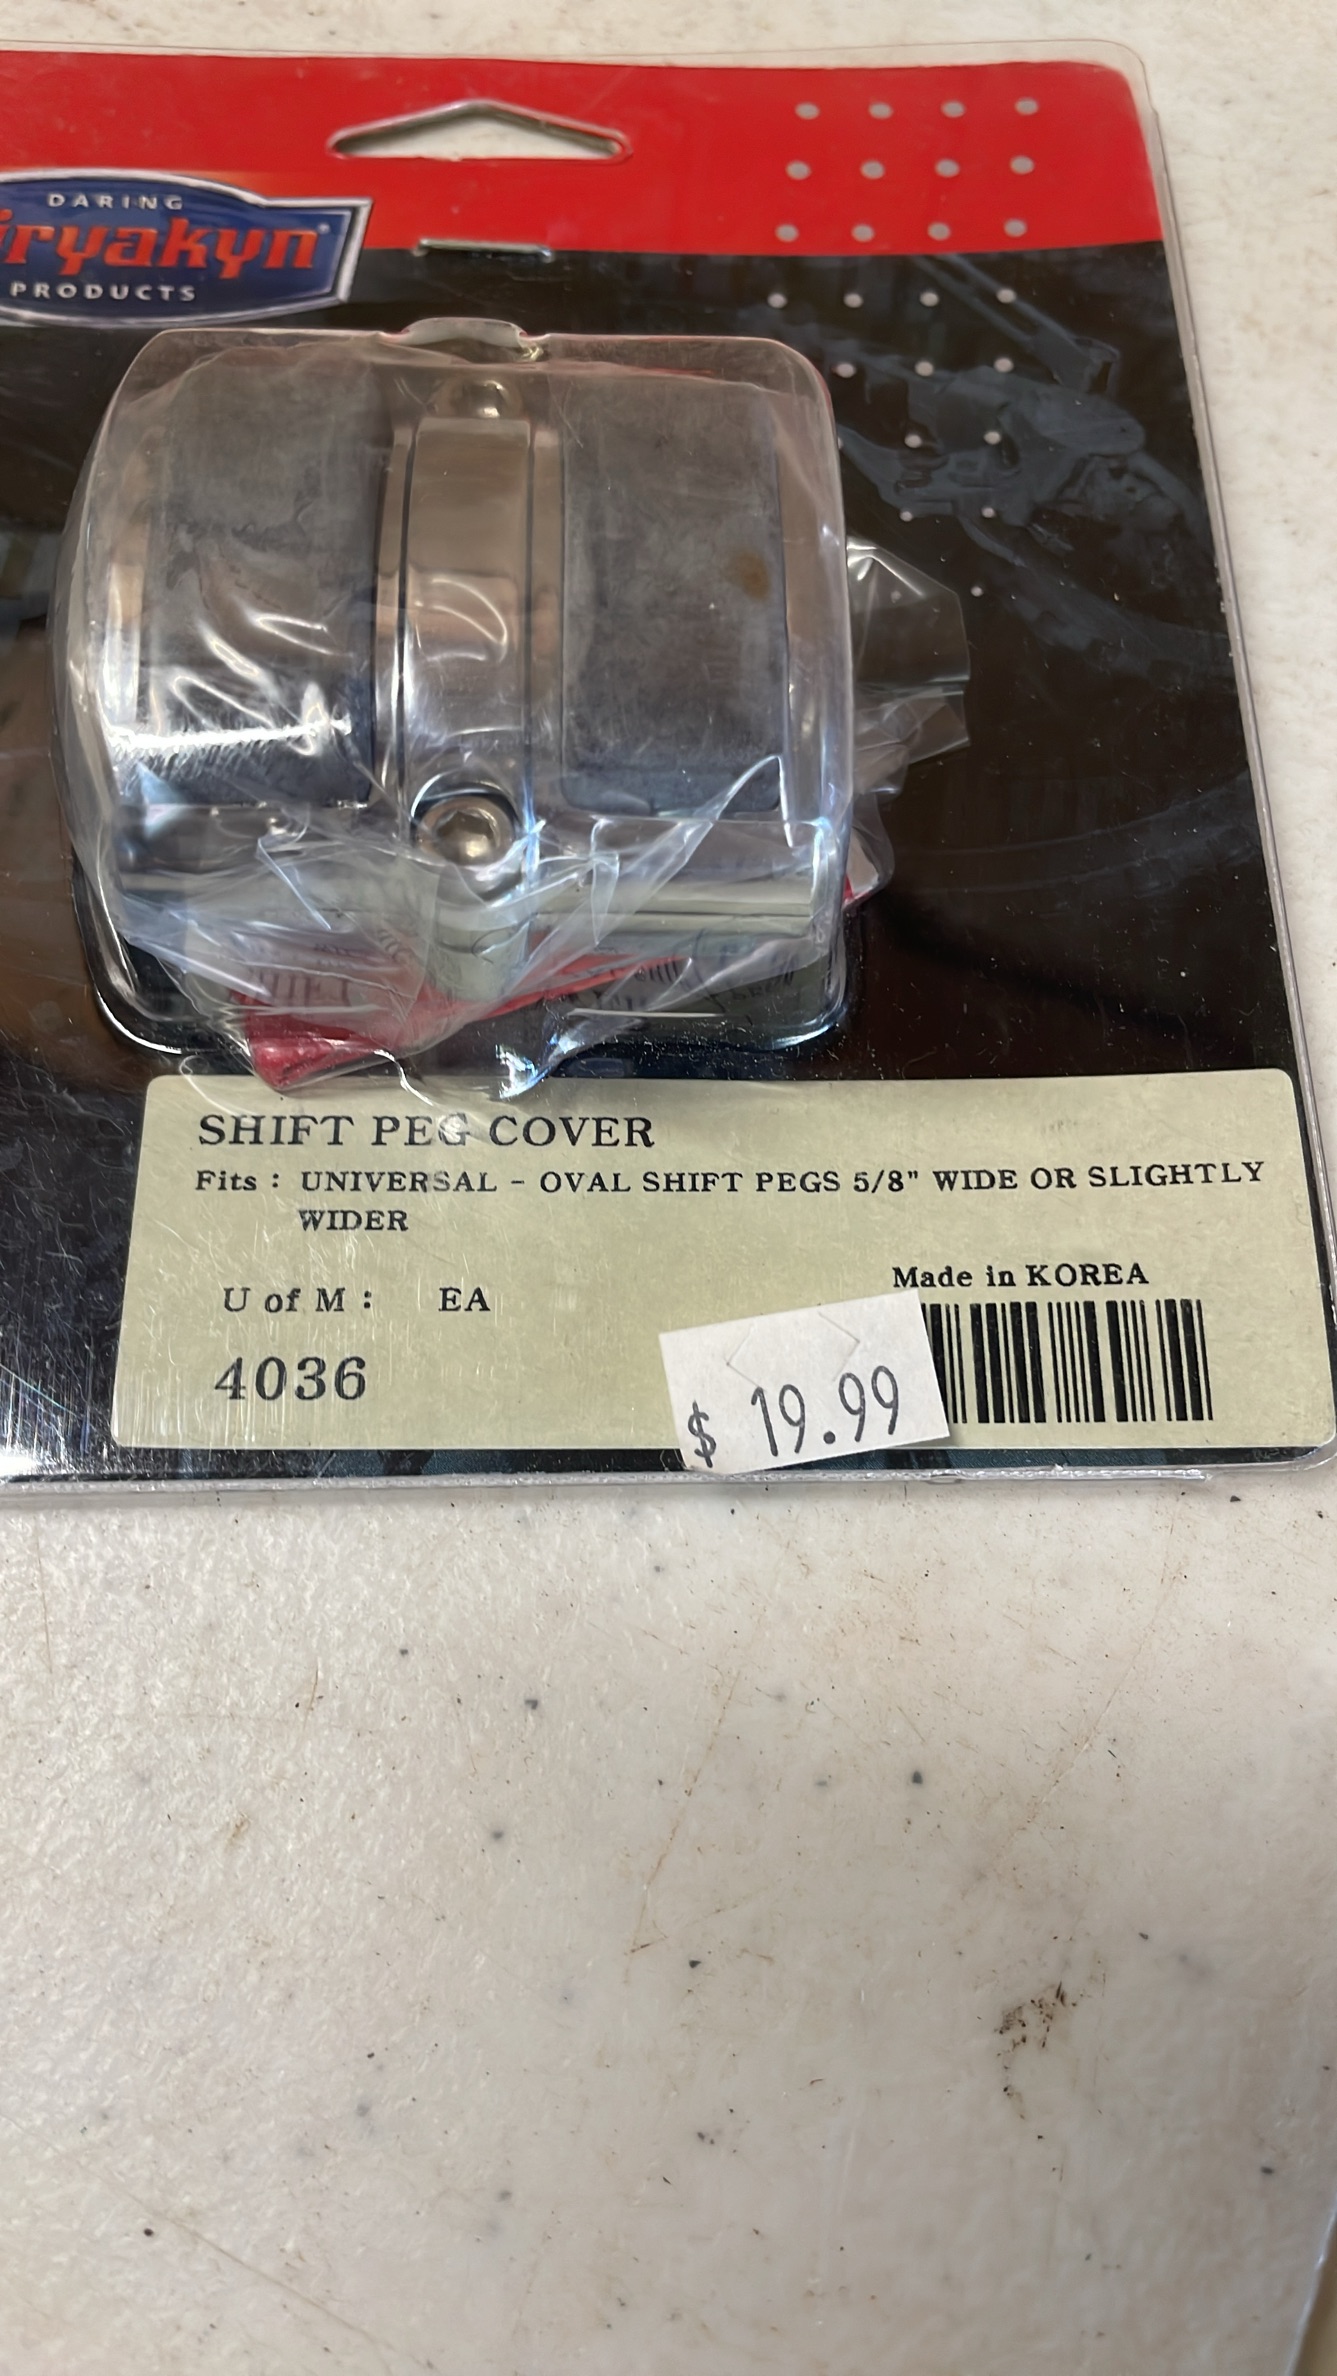 DARING
iryakyn
PRODUCTS
SHIFT PEG COVER
Fits : UNIVERSAL - OVAL SHIFT PEGS 5/8" WIDE OR SLIGHTLY
WIDER
Made in KOREA
U of M : EA
4036
$ 19.99